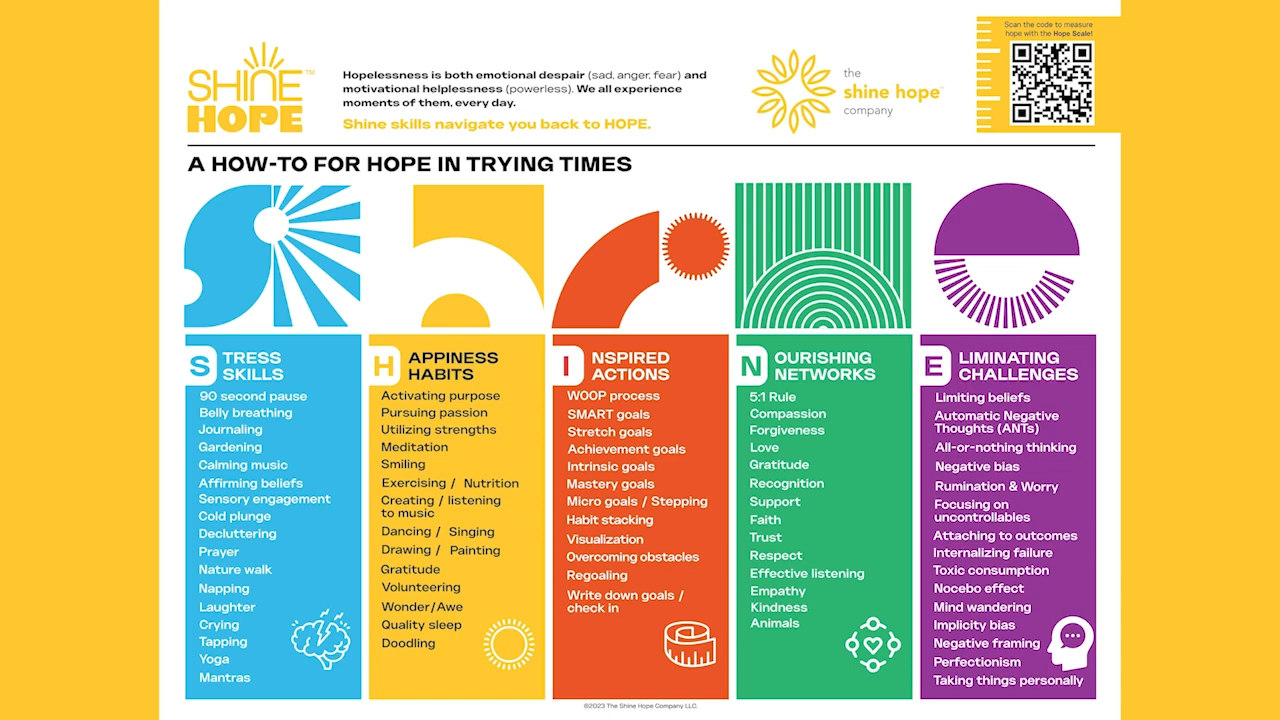 SHINE™
HOPE
Hopelessness is both emotional despair (sad, anger, fear) and
motivational helplessness (powerless). We all experience
moments of them, every day.
Shine skills navigate you back to HOPE.
the
shine hope™
company
Scan the code to measure
hope with the Hope Scale!
A HOW-TO FOR HOPE IN TRYING TIMES
S TRESS
SKILLS
90 second pause
Belly breathing
Journaling
Gardening
Calming music
Affirming beliefs
Sensory engagement
Cold plunge
Decluttering
Prayer
Nature walk
Napping
Laughter
Crying
Tapping
Yoga
Mantras
H APPINESS
HABITS
Activating purpose
Pursuing passion
Utilizing strengths
Meditation
Smiling
Exercising / Nutrition
Creating / listening
to music
Dancing / Singing
Drawing / Painting
Gratitude
Volunteering
Wonder/Awe
Quality sleep
Doodling
I NSPIRED
ACTIONS
WOOP process
SMART goals
Stretch goals
Achievement goals
Intrinsic goals
Mastery goals
Micro goals / Stepping
Habit stacking
Visualization
Overcoming obstacles
Regoaling
Write down goals /
check in
N OURISHING
NETWORKS
5:1 Rule
Compassion
Forgiveness
Love
Gratitude
Recognition
Support
Faith
Trust
Respect
Effective listening
Empathy
Kindness
Animals
E LIMINATING
CHALLENGES
Limiting beliefs
Automatic Negative
Thoughts (ANTs)
All-or-nothing thinking
Negative bias
Rumination & Worry
Focusing on
uncontrollables
Attaching to outcomes
Internalizing failure
Toxic consumption
Nocebo effect
Mind wandering
Implicity bias
Negative framing
Perfectionism
Taking things personally
©2023 The Shine Hope Company LLC.